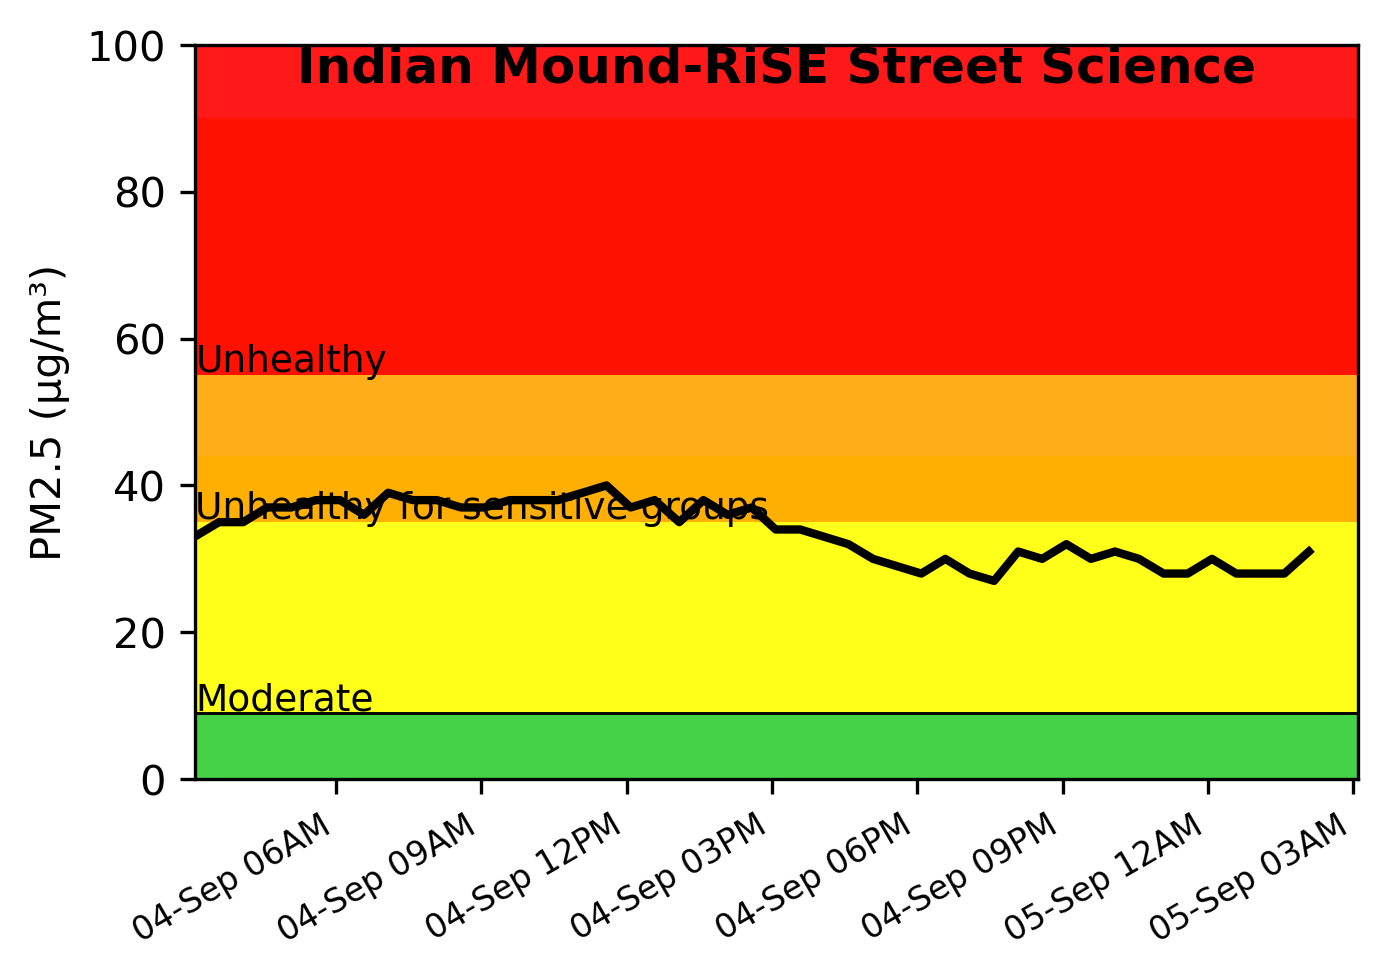 Indian Mound-RiSE Street Science
100
80
60
40
20
0
PM2.5 (μg/m³)
Unhealthy
Unhealthy for sensitive groups
Moderate
04-Sep 06AM
04-Sep 09AM
04-Sep 12PM
04-Sep 03PM
04-Sep 06PM
04-Sep 09PM
05-Sep 12AM
05-Sep 03AM